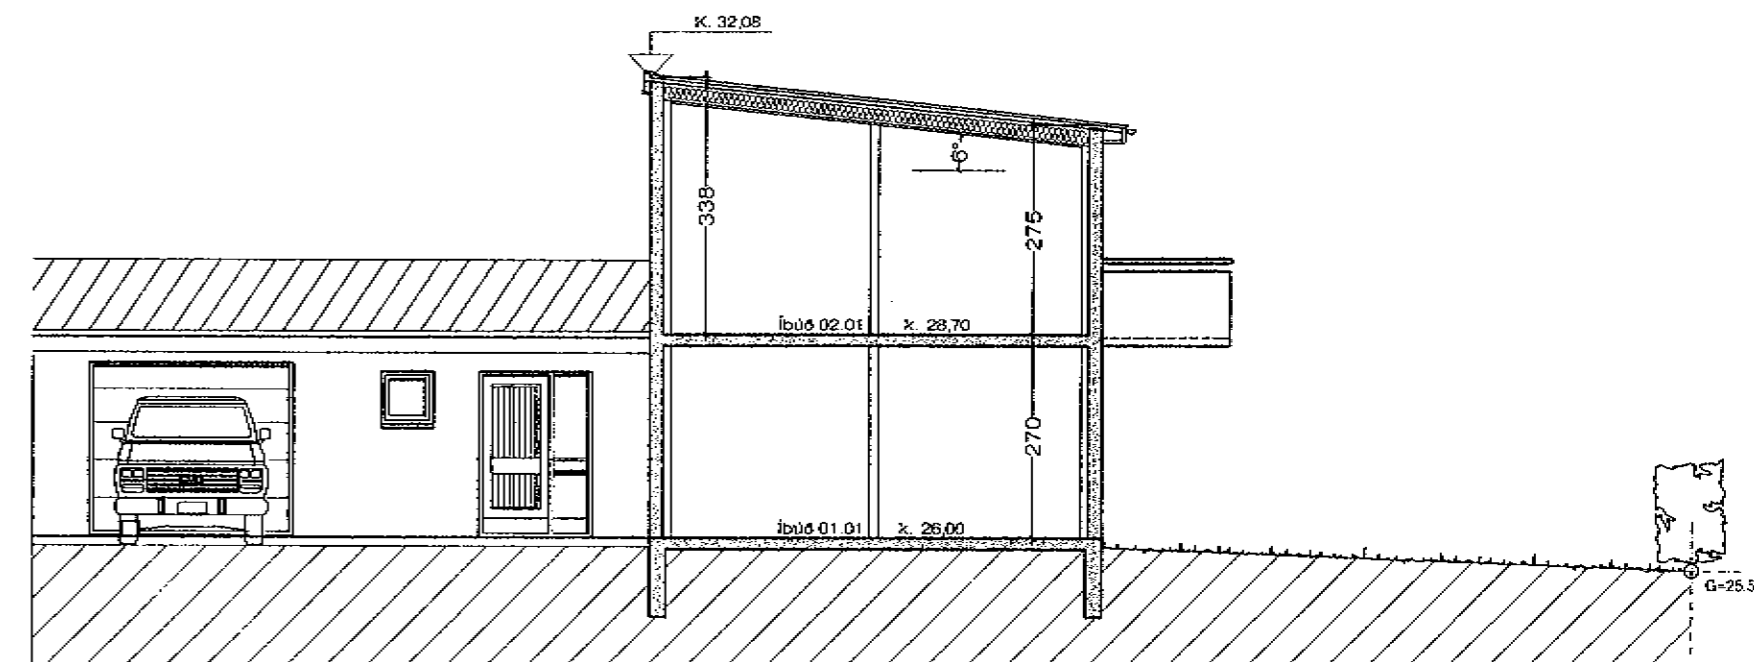 K. 32,08
6°
338
275
Íbúð 02.01 k. 28,70
270
Íbúð 01.01 k. 26,00
G=25.5